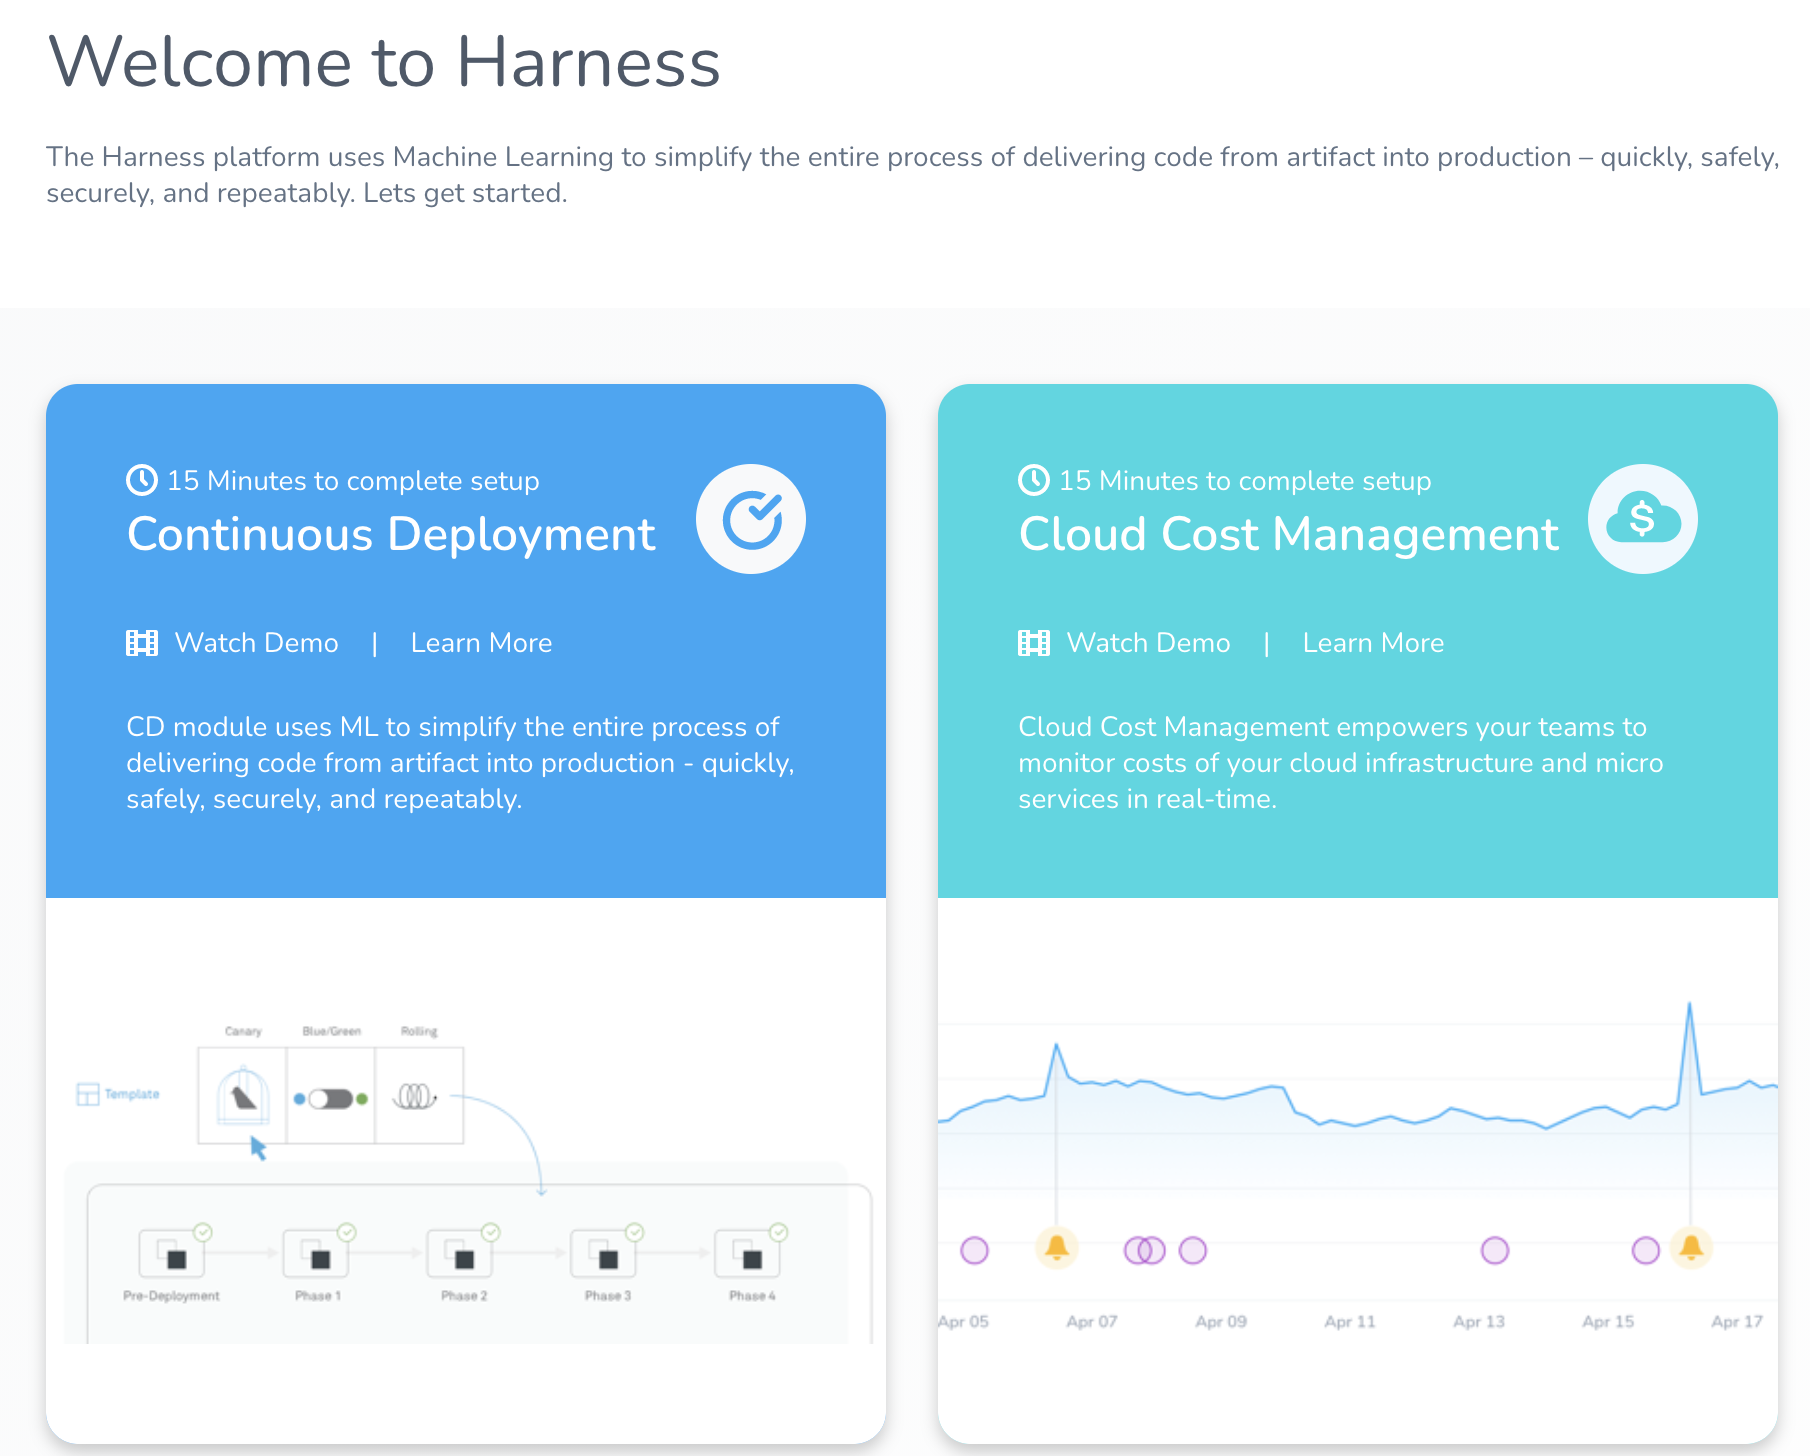 Welcome to Harness
The Harness platform uses Machine Learning to simplify the entire process of delivering code from artifact into production – quickly, safely,
securely, and repeatably. Lets get started.
15 Minutes to complete setup
Continuous Deployment
Watch Demo | Learn More
CD module uses ML to simplify the entire process of
delivering code from artifact into production - quickly,
safely, securely, and repeatably.
Canary Blue/Green Rolling
Template
Pre-Deployment Phase 1 Phase 2 Phase 3 Phase 4
15 Minutes to complete setup
Cloud Cost Management
Watch Demo | Learn More
Cloud Cost Management empowers your teams to
monitor costs of your cloud infrastructure and micro
services in real-time.
Apr 05 Apr 07 Apr 09 Apr 11 Apr 13 Apr 15 Apr 17